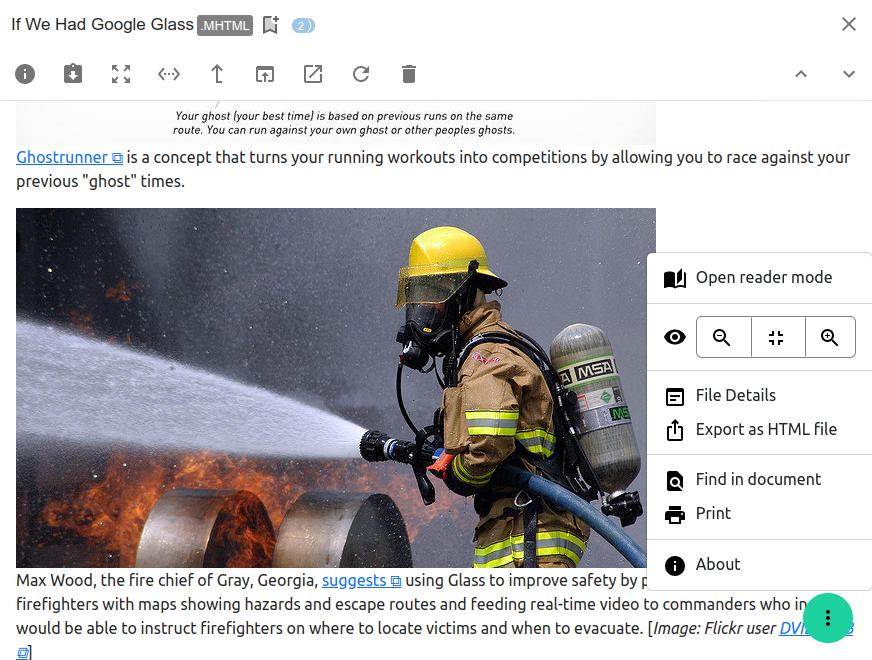 If We Had Google Glass .MHTML 2
Your ghost (your best time) is based on previous runs on the same
route. You can run against your own ghost or other peoples ghosts.
Ghostrunner is a concept that turns your running workouts into competitions by allowing you to race against your
previous "ghost" times.
A MSA
MS
Open reader mode
File Details
Export as HTML file
Find in document
Print
About
Max Wood, the fire chief of Gray, Georgia, suggests using Glass to improve safety by
firefighters with maps showing hazards and escape routes and feeding real-time video to commanders who in
would be able to instruct firefighters on where to locate victims and when to evacuate. [Image: Flickr user
]